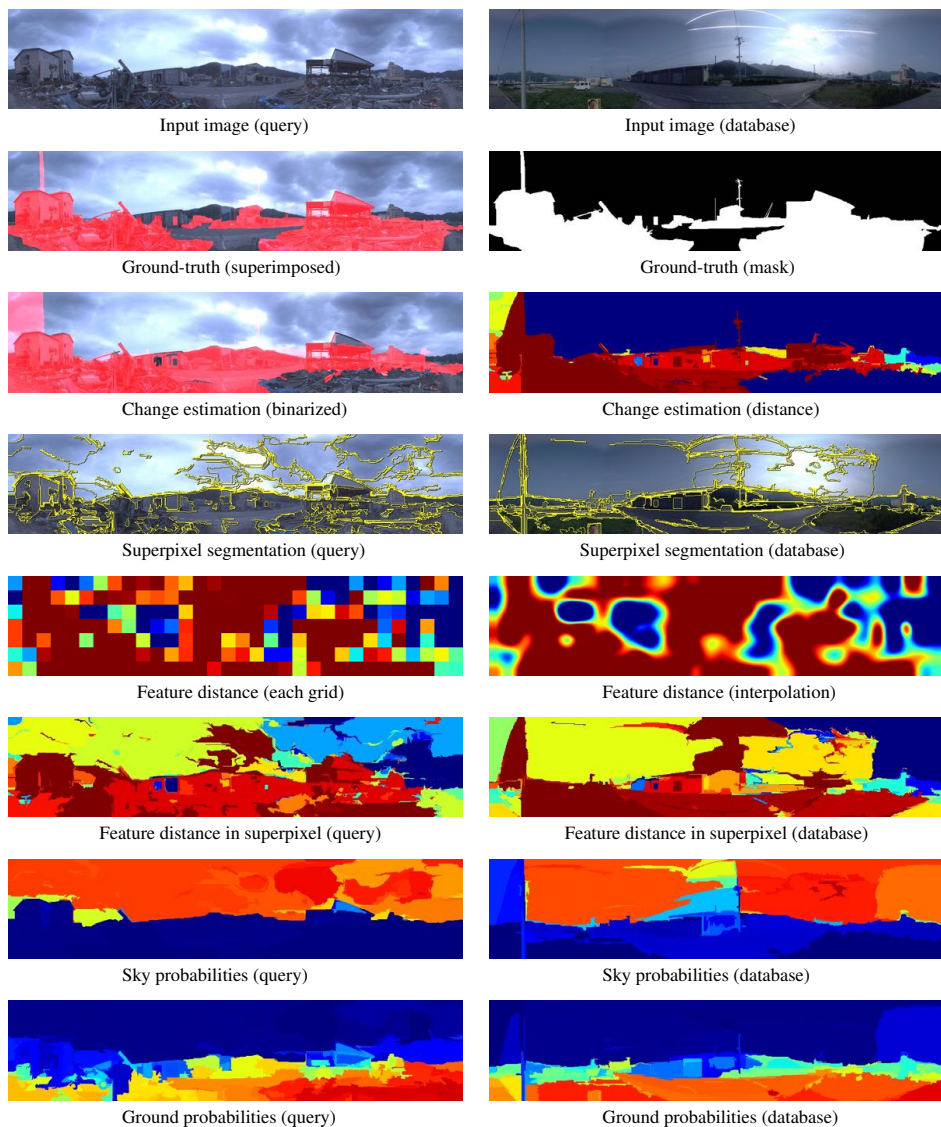 Input image (query)
Input image (database)
Ground-truth (superimposed)
Ground-truth (mask)
Change estimation (binarized)
Change estimation (distance)
Superpixel segmentation (query)
Superpixel segmentation (database)
Feature distance (each grid)
Feature distance (interpolation)
Feature distance in superpixel (query)
Feature distance in superpixel (database)
Sky probabilities (query)
Sky probabilities (database)
Ground probabilities (query)
Ground probabilities (database)